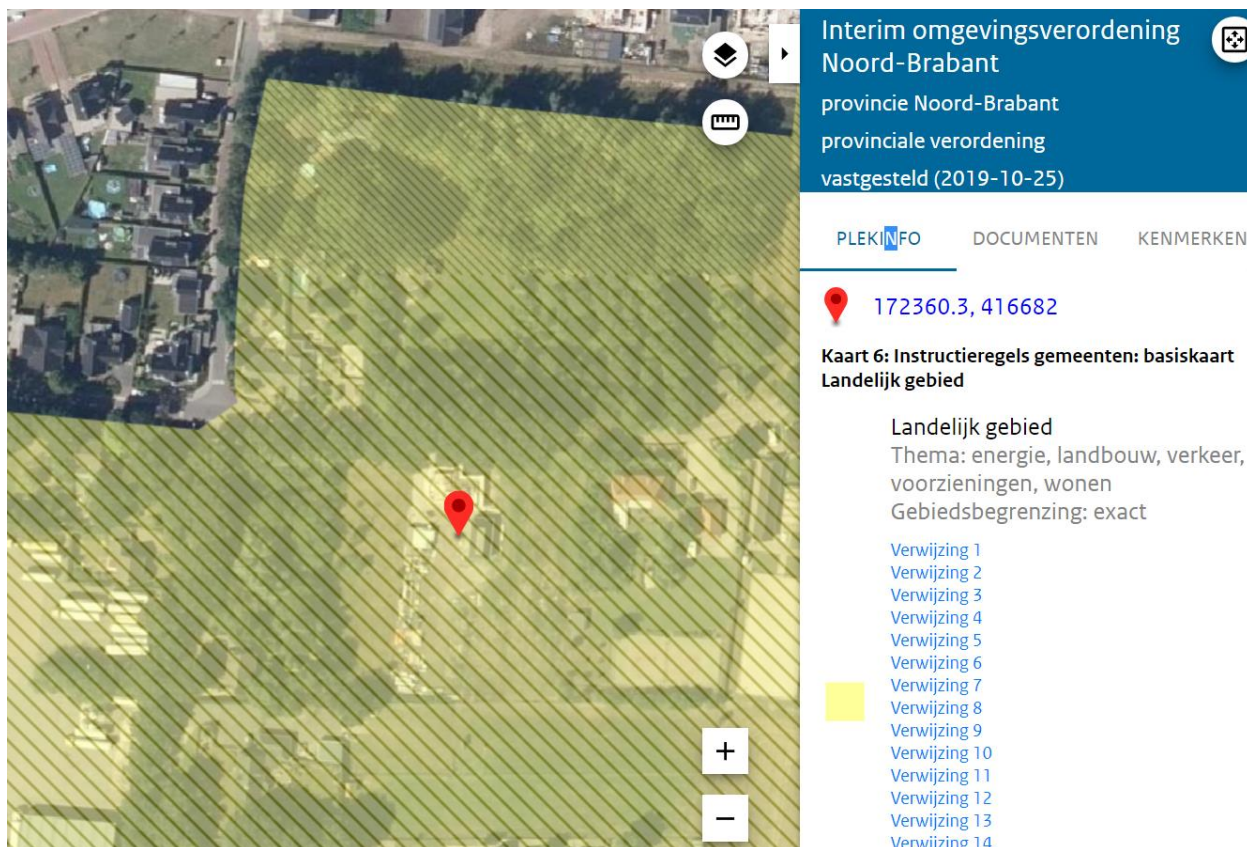 Interim omgevingsverordening
Noord-Brabant
provincie Noord-Brabant
provinciale verordening
vastgesteld (2019-10-25)
PLEKINFO DOCUMENTEN KENMERKEN
172360.3, 416682
Kaart 6: Instructieregels gemeenten: basiskaart
Landelijk gebied
Landelijk gebied
Thema: energie, landbouw, verkeer,
voorzieningen, wonen
Gebiedsbegrenzing: exact
Verwijzing 1
Verwijzing 2
Verwijzing 3
Verwijzing 4
Verwijzing 5
Verwijzing 6
Verwijzing 7
Verwijzing 8
Verwijzing 9
Verwijzing 10
Verwijzing 11
Verwijzing 12
Verwijzing 13
Verwijzing 14